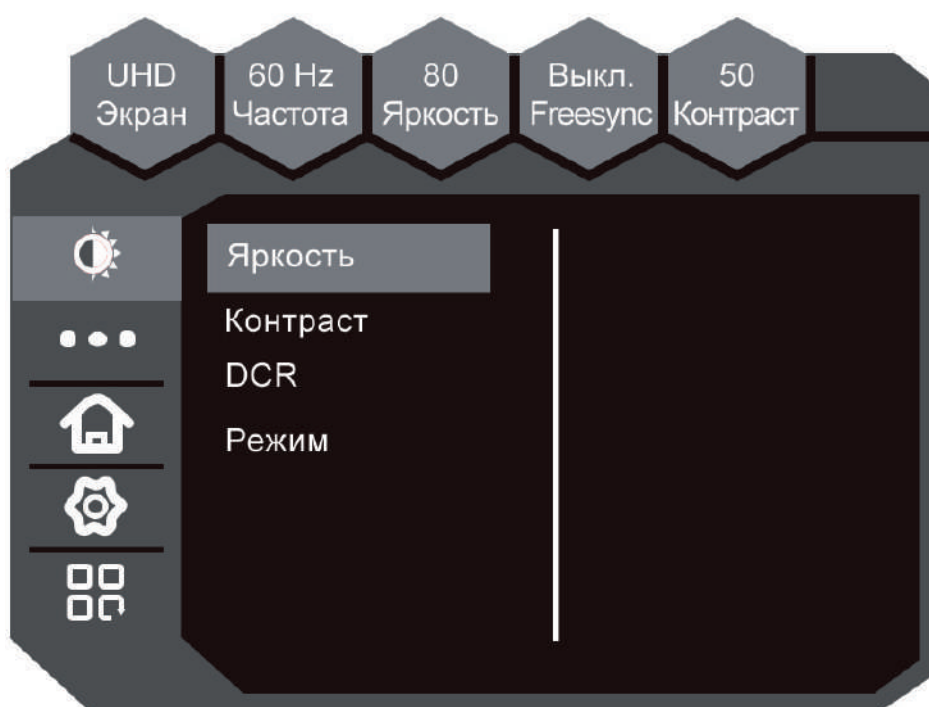 UHD
Экран
60 Hz
Частота
80
Яркость
Выкл.
Freesync
50
Контраст
Яркость
Контраст
DCR
Режим